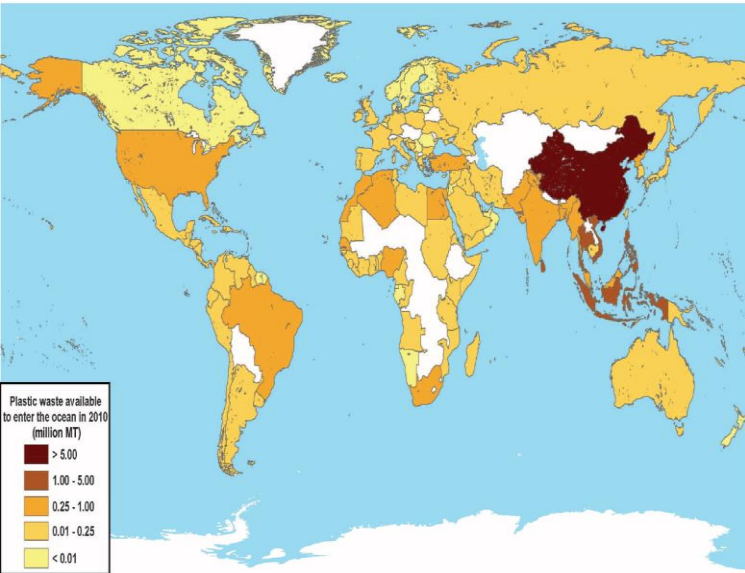 Plastic waste available
to enter the ocean in 2010
(million MT)
> 5.00
1.00 - 5.00
0.25 - 1.00
0.01 - 0.25
< 0.01